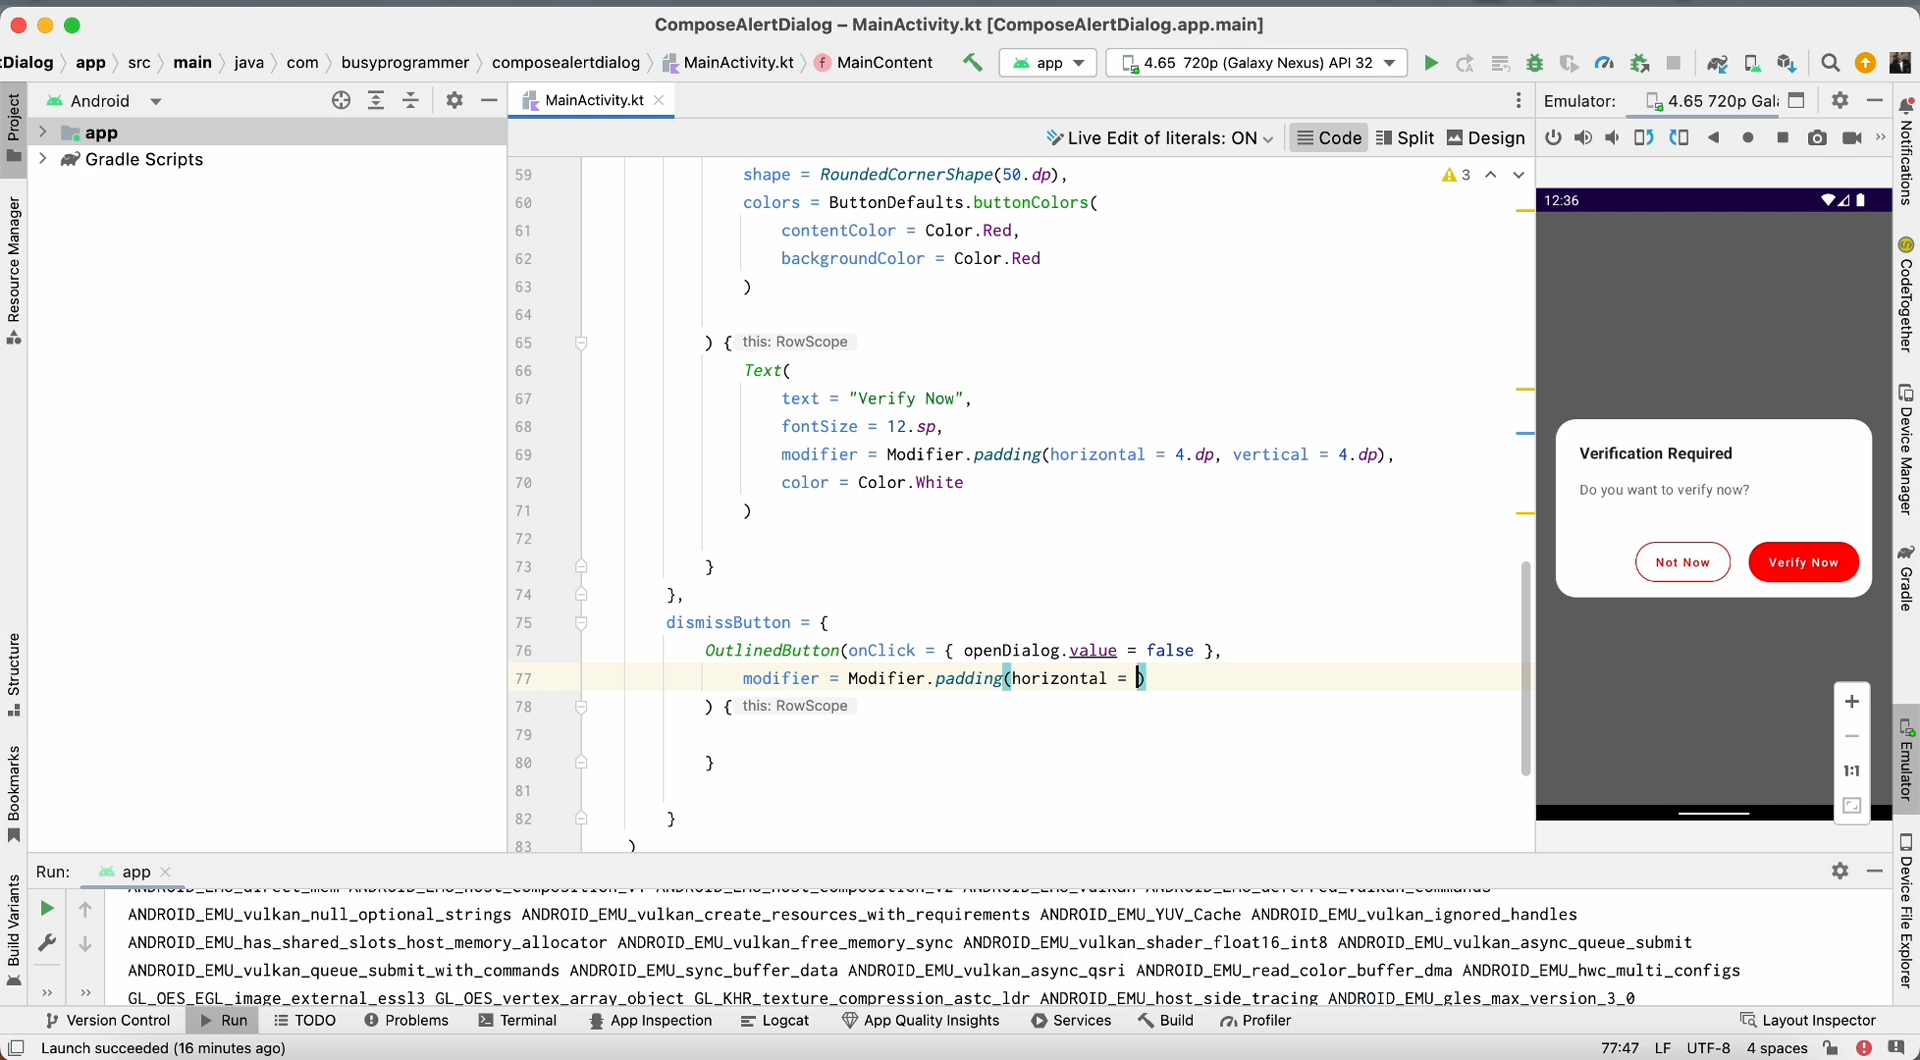 ComposeAlertDialog – MainActivity.kt [ComposeAlertDialog.app.main]
tDialog app src main java com busyprogrammer composealertdialog MainActivity.kt MainContent app 4.65 720p (Galaxy Nexus) API 32
Android
MainActivity.kt
Emulator: 4.65 720p Gal
app
Gradle Scripts
Live Edit of literals: ON Code Split Design
59 shape = RoundedCornerShape(50.dp),
3
60 colors = ButtonDefaults.buttonColors(
61 contentColor = Color.Red,
62 backgroundColor = Color.Red
63 )
64
65 ) { this: RowScope
66 Text(
67 text = "Verify Now",
68 fontSize = 12.sp,
69 modifier = Modifier.padding(horizontal = 4.dp, vertical = 4.dp),
70 color = Color.White
71 )
72
73 }
74 },
75 dismissButton = {
76 OutlinedButton(onClick = { openDialog.value = false },
77 modifier = Modifier.padding(horizontal = )
78 ) { this: RowScope
79
80 }
81
82 }
83 )
12:36
Verification Required
Do you want to verify now?
Not Now Verify Now
1:1
Project
Resource Manager
Structure
Bookmarks
Build Variants
Notifications
CodeTogether
Device Manager
Gradle
Emulator
Device File Explorer
Run: app
ANDROID_EMU_direct_mem ANDROID_EMU_host_composition_v1 ANDROID_EMU_host_composition_v2 ANDROID_EMU_vulkan ANDROID_EMU_deferred_vulkan_commands
ANDROID_EMU_vulkan_null_optional_strings ANDROID_EMU_vulkan_create_resources_with_requirements ANDROID_EMU_YUV_Cache ANDROID_EMU_vulkan_ignored_handles
ANDROID_EMU_has_shared_slots_host_memory_allocator ANDROID_EMU_vulkan_free_memory_sync ANDROID_EMU_vulkan_shader_float16_int8 ANDROID_EMU_vulkan_async_queue_submit
ANDROID_EMU_vulkan_queue_submit_with_commands ANDROID_EMU_sync_buffer_data ANDROID_EMU_vulkan_async_qsri ANDROID_EMU_read_color_buffer_dma ANDROID_EMU_hwc_multi_configs
GL_OES_EGL_image_external_essl3 GL_OES_vertex_array_object GL_KHR_texture_compression_astc_ldr ANDROID_EMU_host_side_tracing ANDROID_EMU_gles_max_version_3_0
Version Control Run TODO Problems Terminal App Inspection Logcat App Quality Insights Services Build Profiler Layout Inspector
Launch succeeded (16 minutes ago) 77:47 LF UTF-8 4 spaces